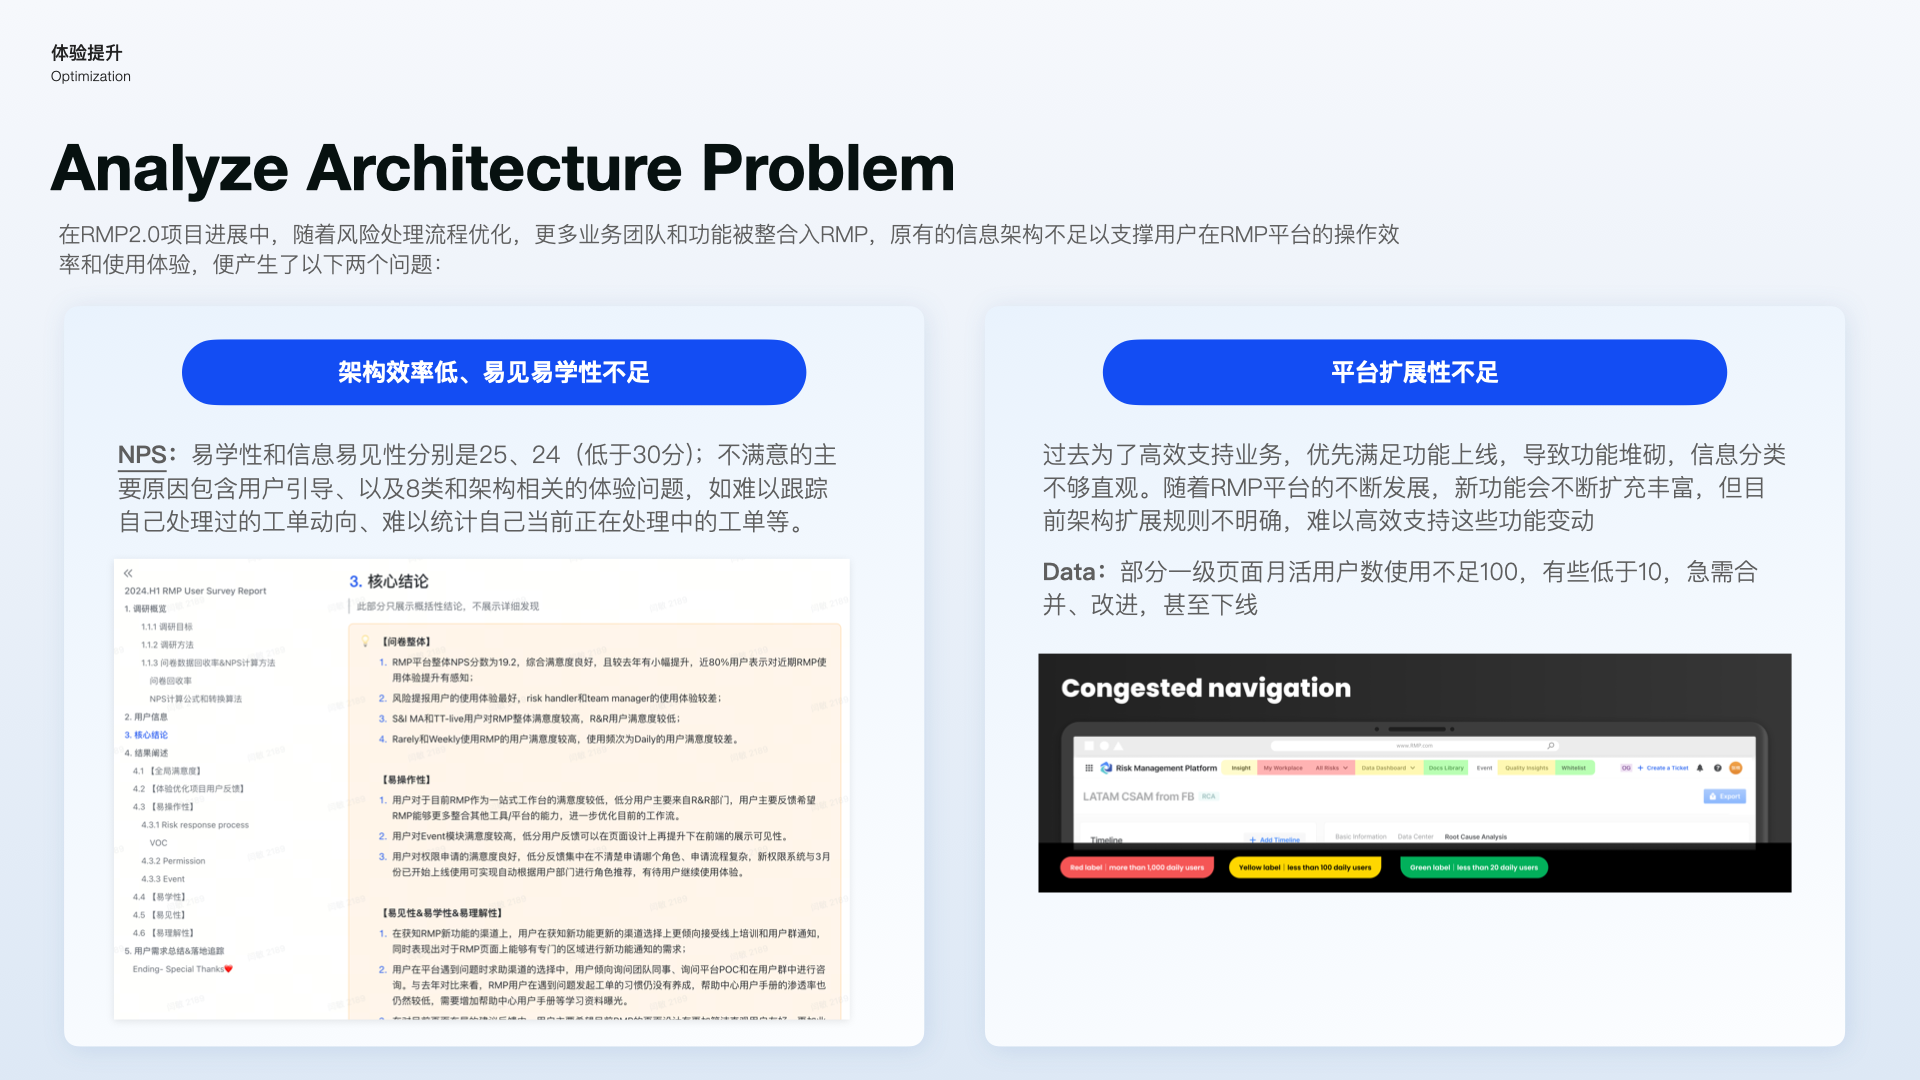 体验提升
Optimization
Analyze Architecture Problem
在RMP2.0项目进展中，随着风险处理流程优化，更多业务团队和功能被整合入RMP，原有的信息架构不足以支撑用户在RMP平台的操作效
率和使用体验，便产生了以下两个问题：
架构效率低、易见易学性不足
NPS：易学性和信息易见性分别是25、24（低于30分）；不满意的主
要原因包含用户引导、以及8类和架构相关的体验问题，如难以跟踪
自己处理过的工单动向、难以统计自己当前正在处理中的工单等。
2024.H1 RMP User Survey Report
1. 调研概览
1.1.1 调研目标
1.1.2 调研方法
1.1.3 问卷数据回收率&NPS计算方法
问卷回收率
NPS计算公式和转换算法
2. 用户信息
3. 核心结论
4. 结果阐述
4.1 【全局满意度】
4.2 【体验优化项目用户反馈】
4.3 【易操作性】
4.3.1 Risk response process
VOC
4.3.2 Permission
4.3.3 Event
4.4 【易学性】
4.5 【易见性】
4.6 【易理解性】
5. 用户需求总结&落地追踪
Ending- Special Thanks❤️
3. 核心结论
此部分只展示概括性结论，不展示详细发现
【问卷整体】
1. RMP平台整体NPS分数为19.2，综合满意度良好，且较去年有小幅提升，近80%用户表示对近期RMP使
用体验提升有感知；
2. 风险提报用户的使用体验最好，risk handler和team manager的使用体验较差；
3. S&I MA和TT-live用户对RMP整体满意度较高，R&R用户满意度较低；
4. Rarely和Weekly使用RMP的用户满意度较高，使用频次为Daily的用户满意度较差。
【易操作性】
1. 用户对于目前RMP作为一站式工作台的满意度较低，低分用户主要来自R&R部门，用户主要反馈希望
RMP能够更多整合其他工具/平台的能力，进一步优化目前的工作流。
2. 用户对Event模块满意度较高，低分用户反馈可以在页面设计上再提升下在前端的展示可见性。
3. 用户对权限申请的满意度良好，低分反馈集中在不清楚申请哪个角色、申请流程复杂，新权限系统与3月
份已开始上线使用可实现自动根据用户部门进行角色推荐，有待用户继续使用体验。
【易见性&易学性&易理解性】
1. 在获知RMP新功能的渠道上，用户在获知新功能更新的渠道选择上更倾向接受线上培训和用户群通知，
同时表现出对于RMP页面上能够有专门的区域进行新功能通知的需求；
2. 用户在平台遇到问题时求助渠道的选择中，用户倾向询问团队同事、询问平台POC和在用户群中进行咨
询。与去年对比来看，RMP用户在遇到问题发起工单的习惯仍没有养成，帮助中心用户手册的渗透率也
仍然较低，需要增加帮助中心用户手册等学习资料曝光。
平台扩展性不足
过去为了高效支持业务，优先满足功能上线，导致功能堆砌，信息分类
不够直观。随着RMP平台的不断发展，新功能会不断扩充丰富，但目
前架构扩展规则不明确，难以高效支持这些功能变动
Data：部分一级页面月活用户数使用不足100，有些低于10，急需合
并、改进，甚至下线
Congested navigation
www.RMP.com
Risk Management Platform Insight My Workplace All Risks Data Dashboard Docs Library Event Quality Insights Whitelist OG + Create a Ticket
LATAM CSAM from FB RCA Export
Timeline + Add Timeline Basic Information Data Center Root Cause Analysis
Red label | more than 1,000 daily users Yellow label | less than 100 daily users Green label | less than 20 daily users